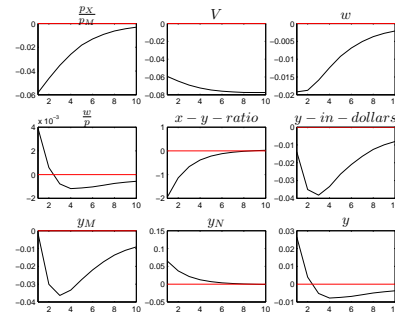 p_X/p_M V w
0 0 0
−0.005
−0.02 −0.02
−0.04 −0.01
−0.04 −0.06 −0.015
−0.06 −0.08 −0.02
2 4 6 8 10 2 4 6 8 10 2 4 6 8 10
w/p x − y − ratio y − in − dollars
x 10^−3
4 1 0
2 0 −0.01
−0.02
0 −1 −0.03
−2 −2 −0.04
2 4 6 8 10 2 4 6 8 10 2 4 6 8 10
y_M y_N y
0 0.15 0.03
−0.01 0.1 0.02
−0.02 0.05 0.01
−0.03 0 0
−0.04 −0.05 −0.01
2 4 6 8 10 2 4 6 8 10 2 4 6 8 10